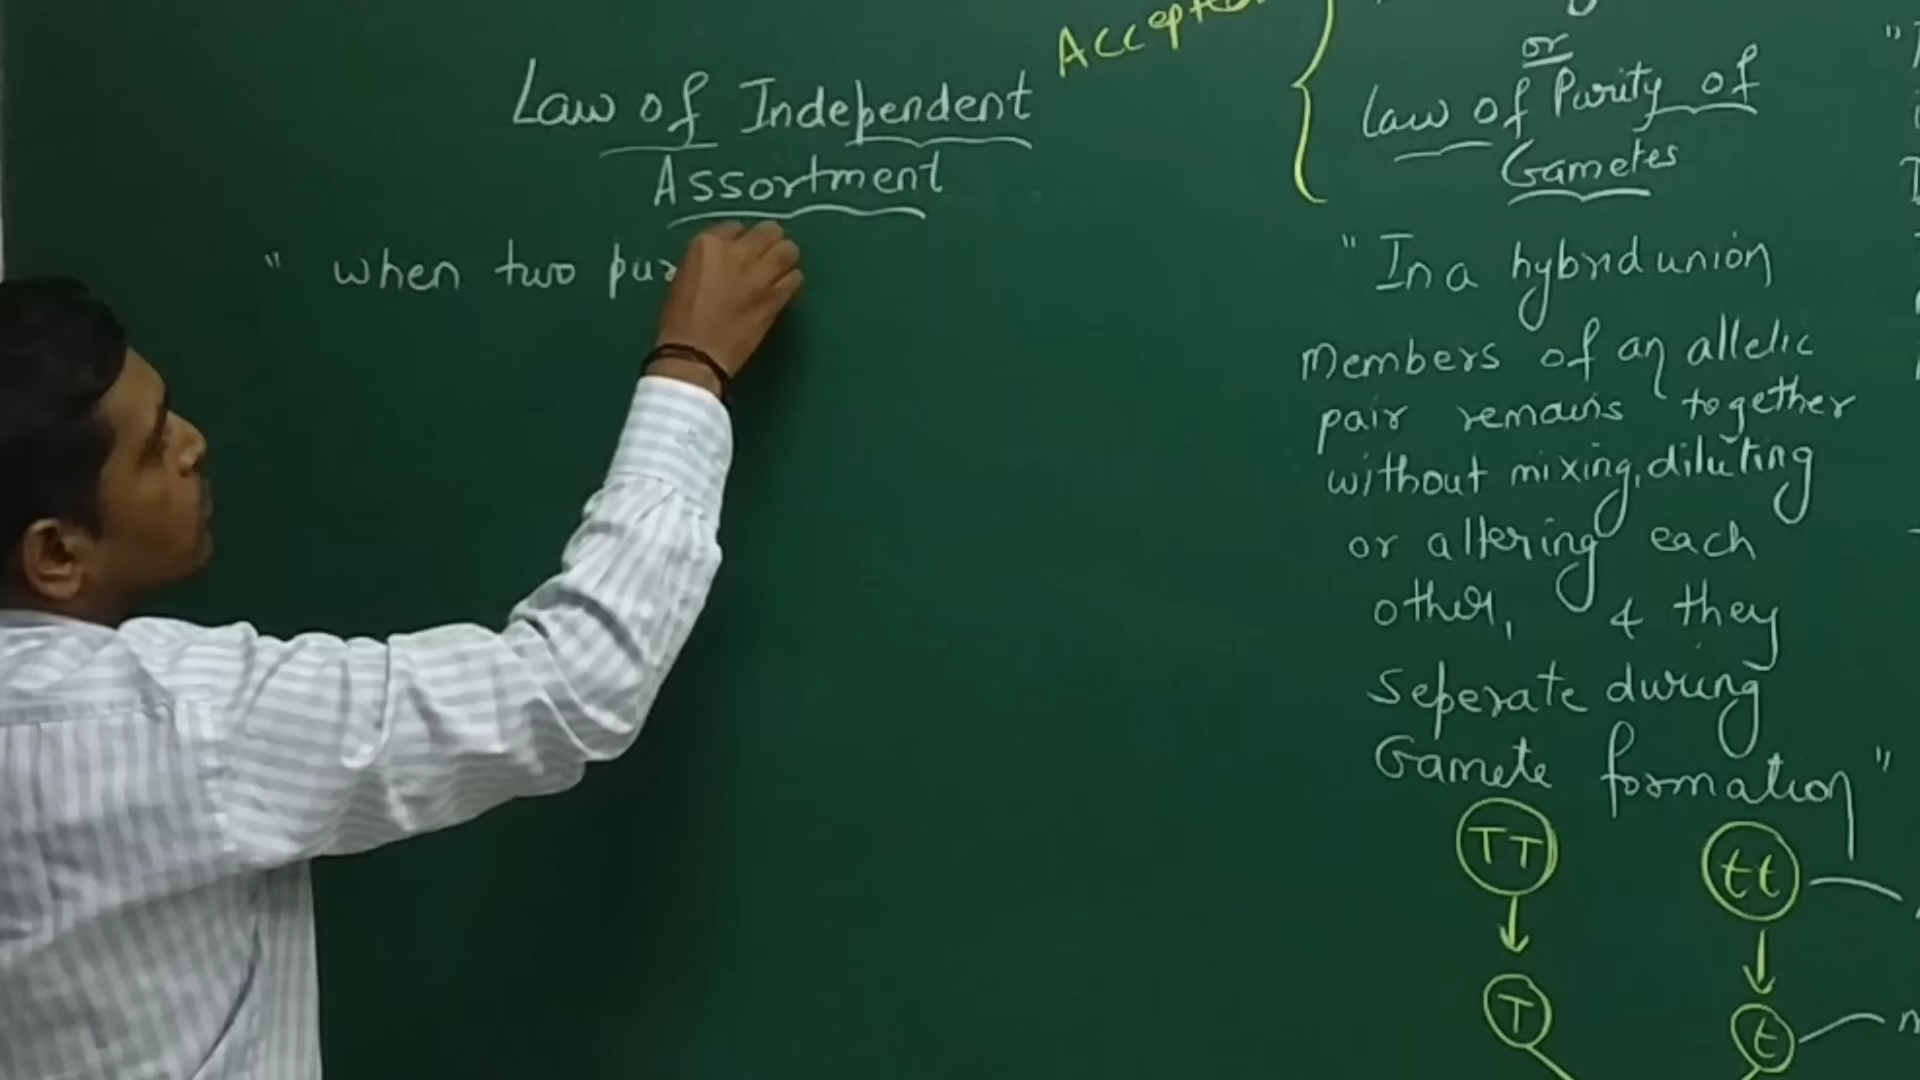 Law of Independent
Assortment
" when two pur
Accepte
or
Law of Purity of
Gametes
" In a hybrid union
Members of an allelic
pair remains together
without mixing, diluting
or altering each
other, & they
Seperate during
Gamete formation "
TT
tt
T
t